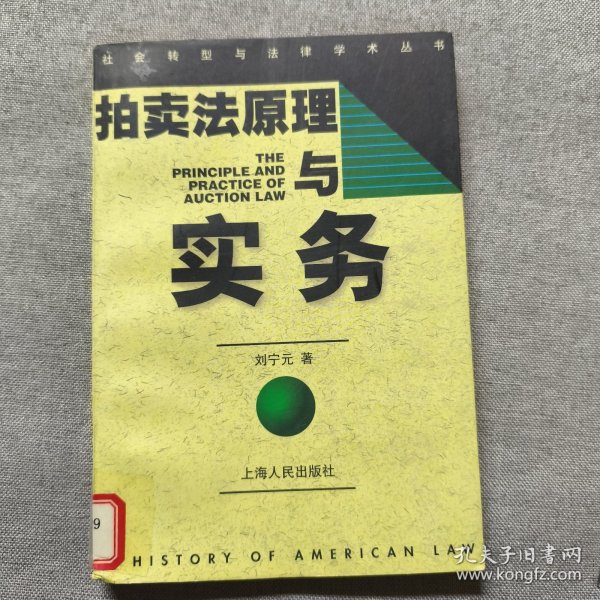 社会转型与法律学术丛书
拍卖法原理
THE
PRINCIPLE AND
PRACTICE OF
AUCTION LAW
与
实务
刘宁元 著
上海人民出版社
9
HISTORY OF AMERICAN LAW
孔夫子旧书网
www.kongfz.com